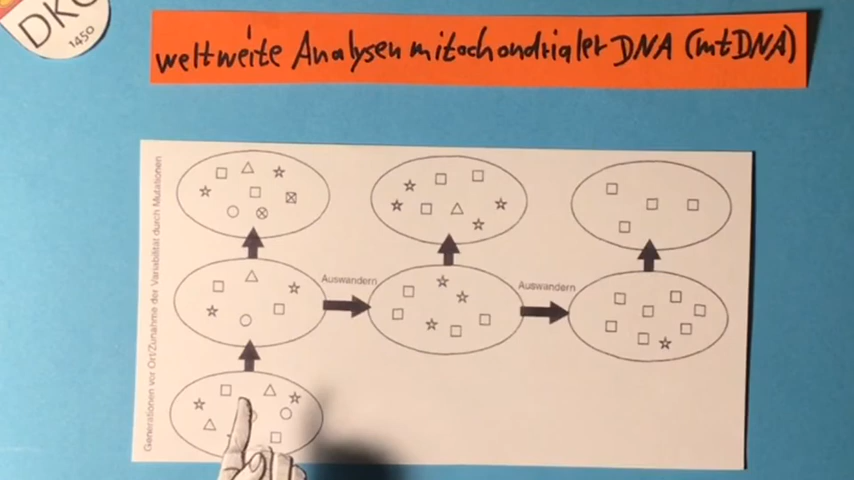 DKG
1450
weltweite Analysen mitochondrialer DNA (mtDNA)
Generationen vor Ort/Zunahme der Variabilität durch Mutationen
Auswandern
Auswandern